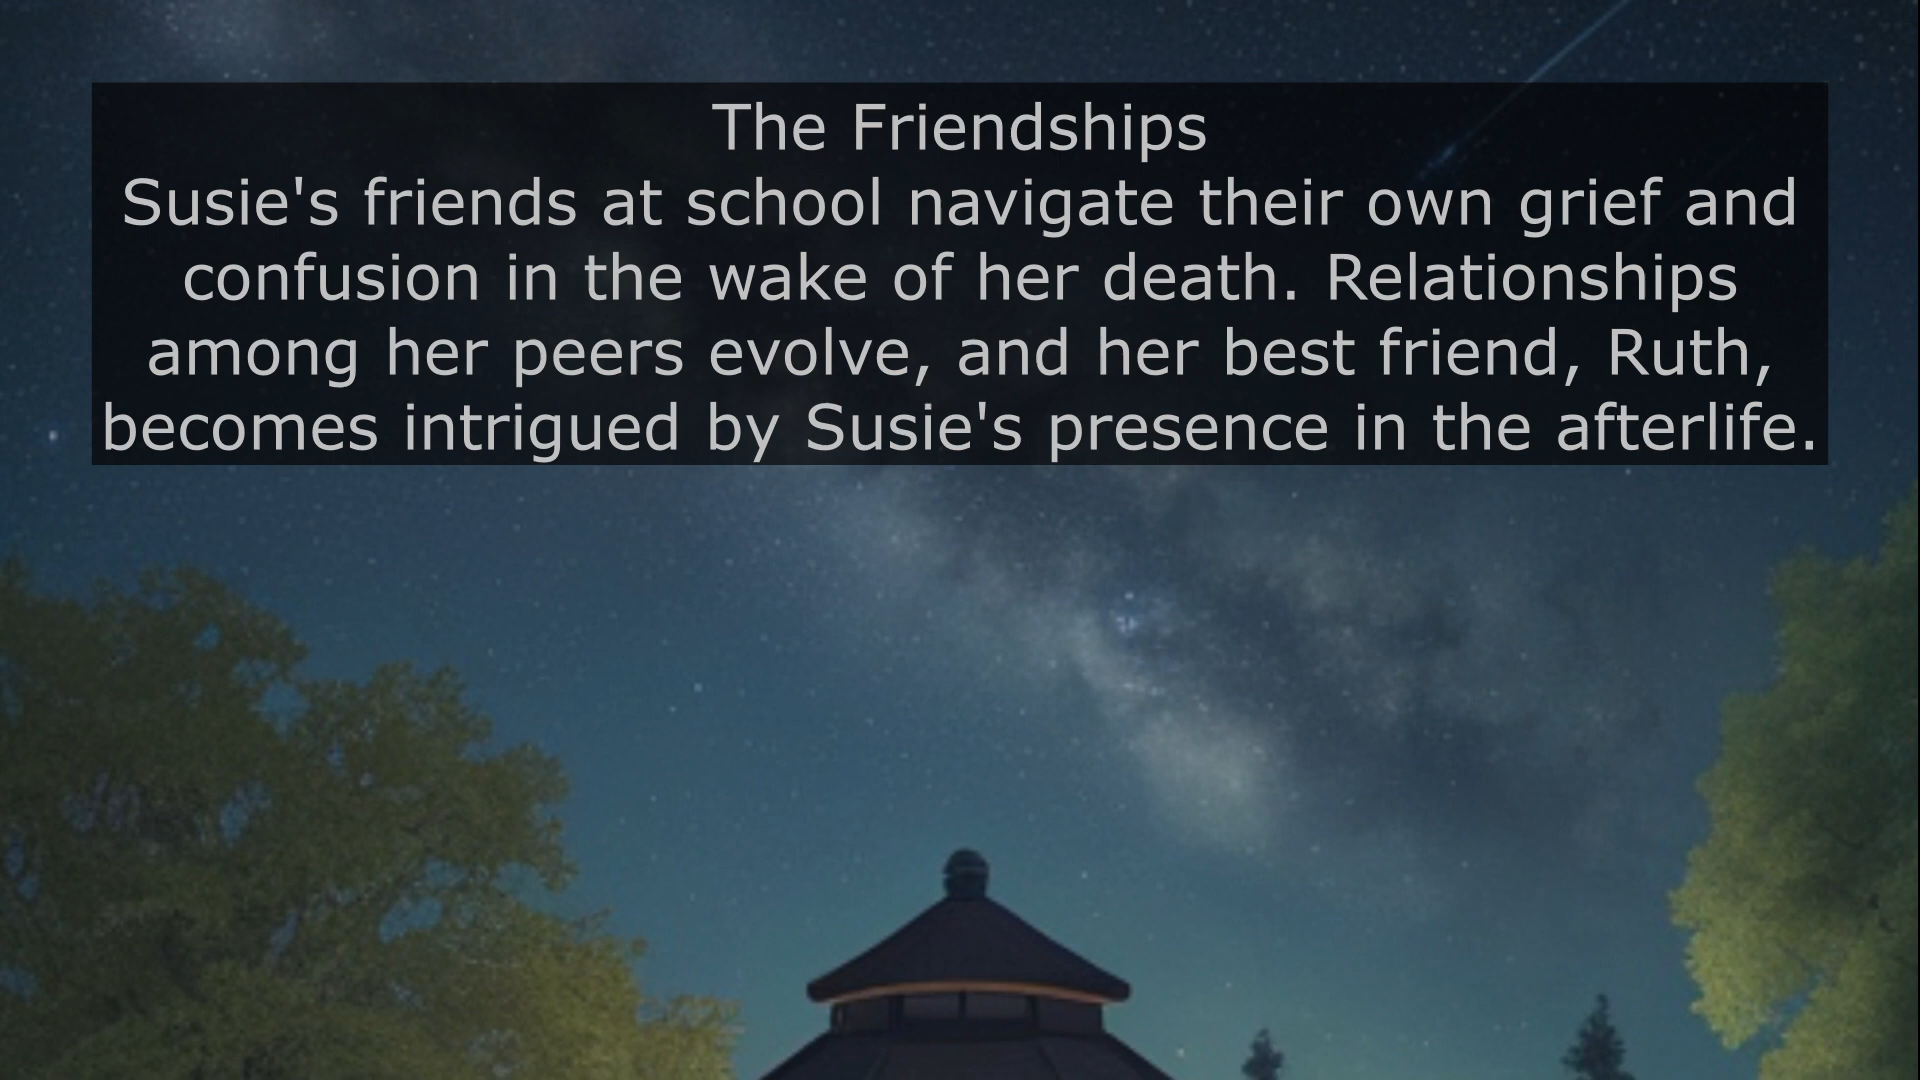 The Friendships
Susie's friends at school navigate their own grief and
confusion in the wake of her death. Relationships
among her peers evolve, and her best friend, Ruth,
becomes intrigued by Susie's presence in the afterlife.